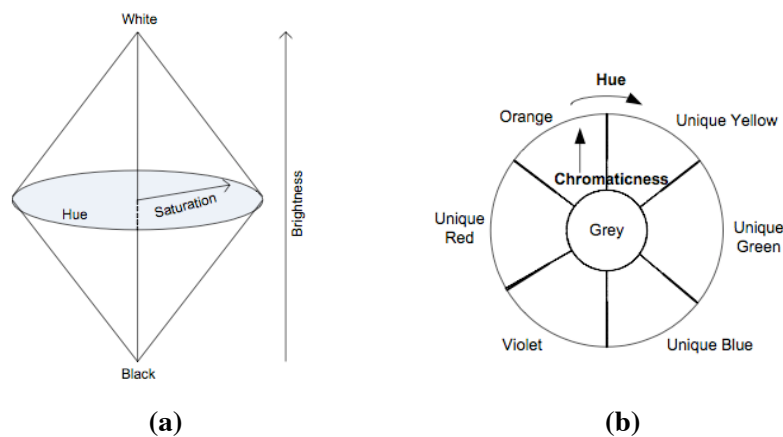 White
Hue
Saturation
Brightness
Black
(a)
Hue
Orange
Unique Yellow
Chromaticness
Unique
Red
Grey
Unique
Green
Violet
Unique Blue
(b)